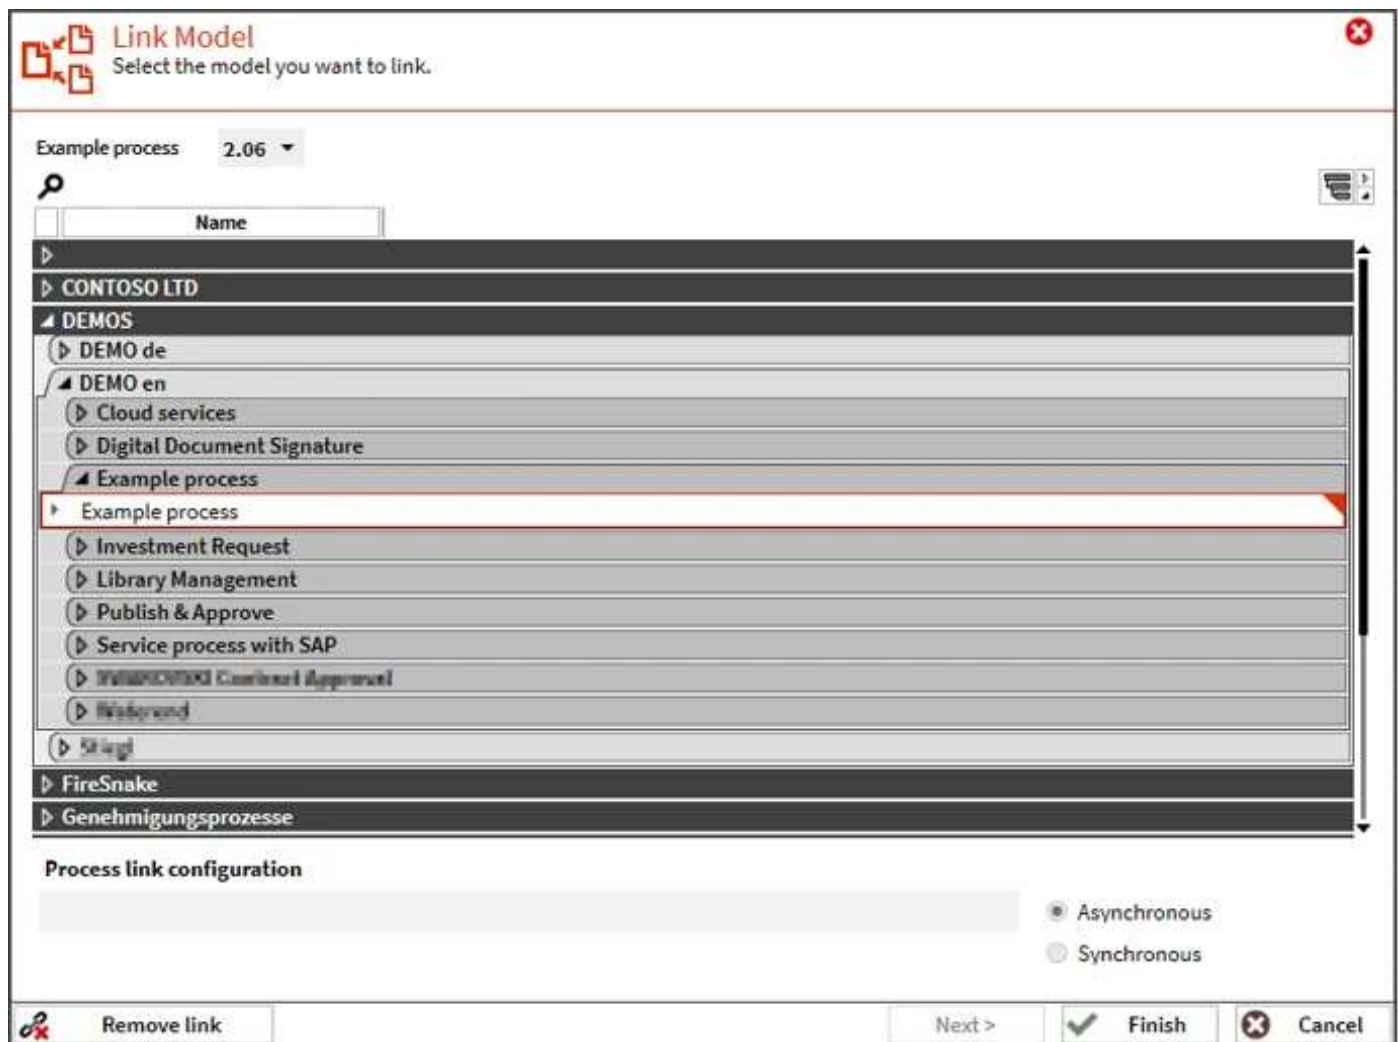 Link Model
Select the model you want to link.
Example process 2.06
Name
CONTOSO LTD
DEMOS
DEMO de
DEMO en
Cloud services
Digital Document Signature
Example process
Example process
Investment Request
Library Management
Publish & Approve
Service process with SAP
Contract Approval
FireSnake
Genehmigungsprozesse
Process link configuration
Asynchronous
Synchronous
Remove link Next > Finish Cancel